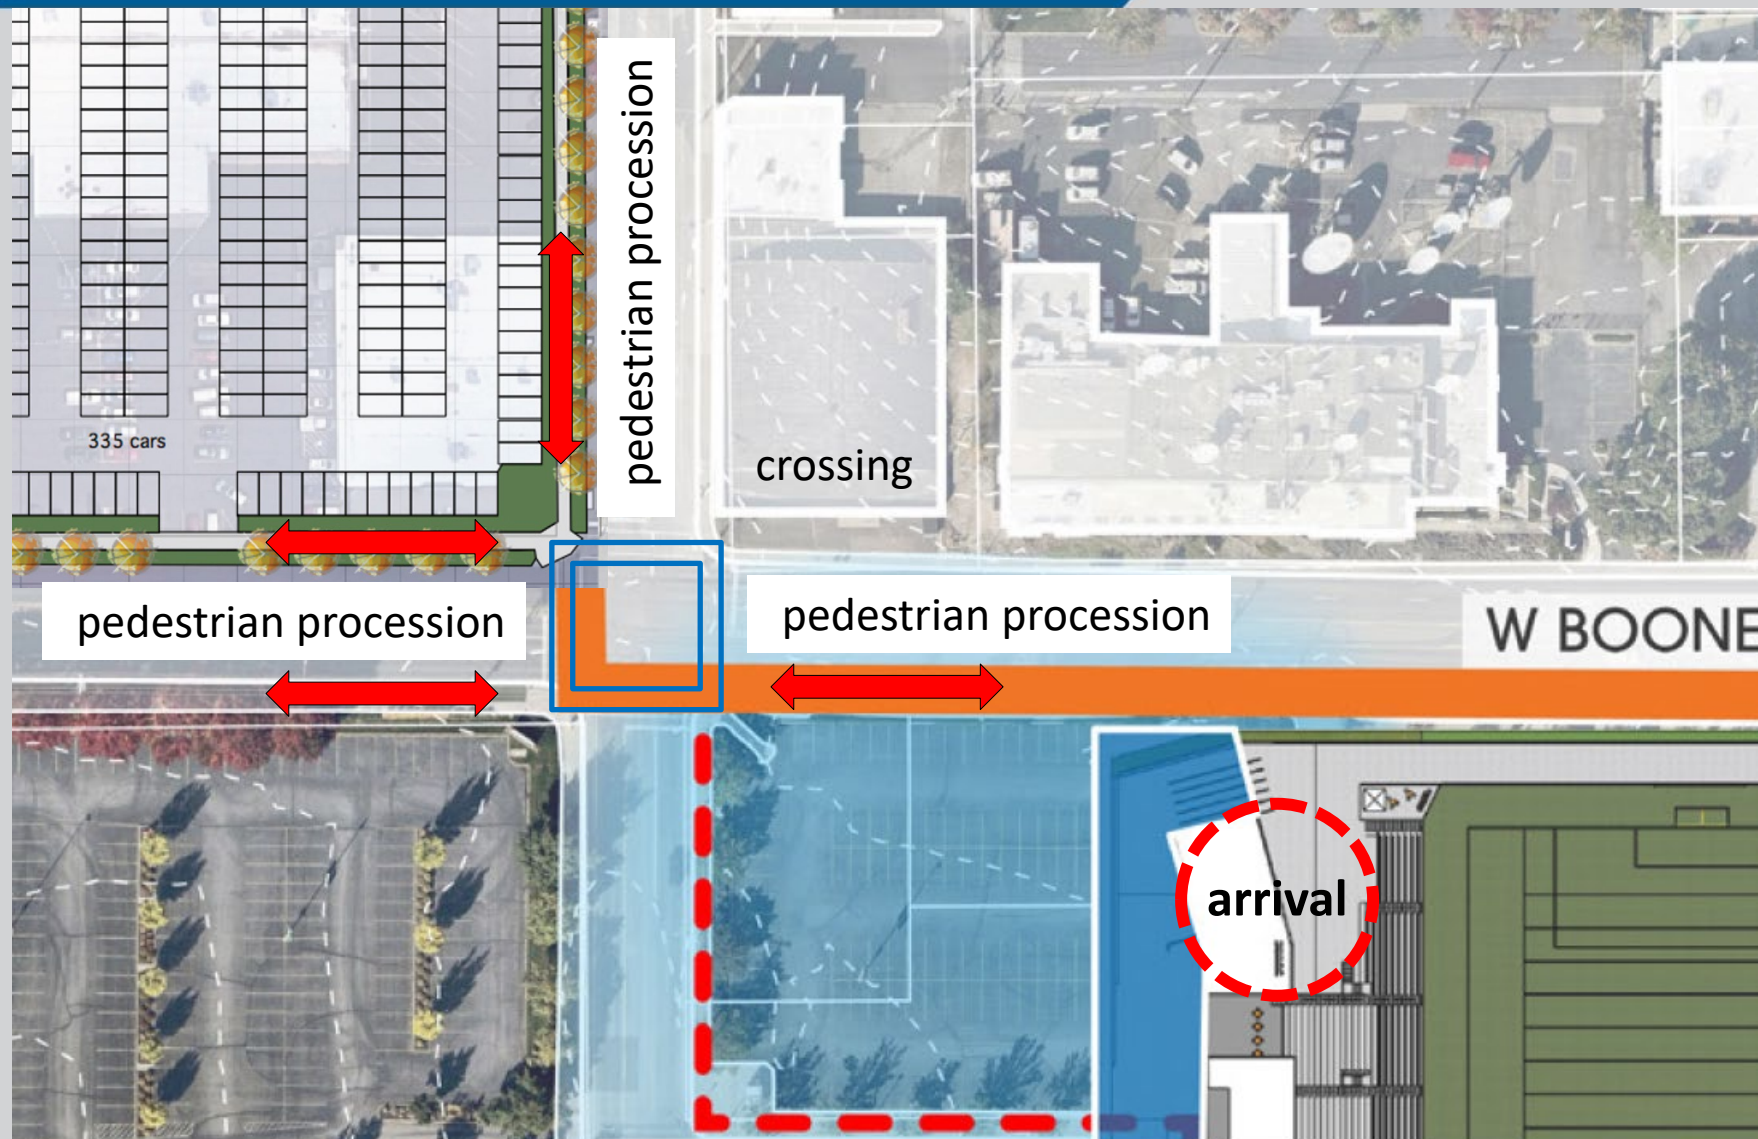 pedestrian procession
335 cars
crossing
pedestrian procession
pedestrian procession
W BOONE
arrival